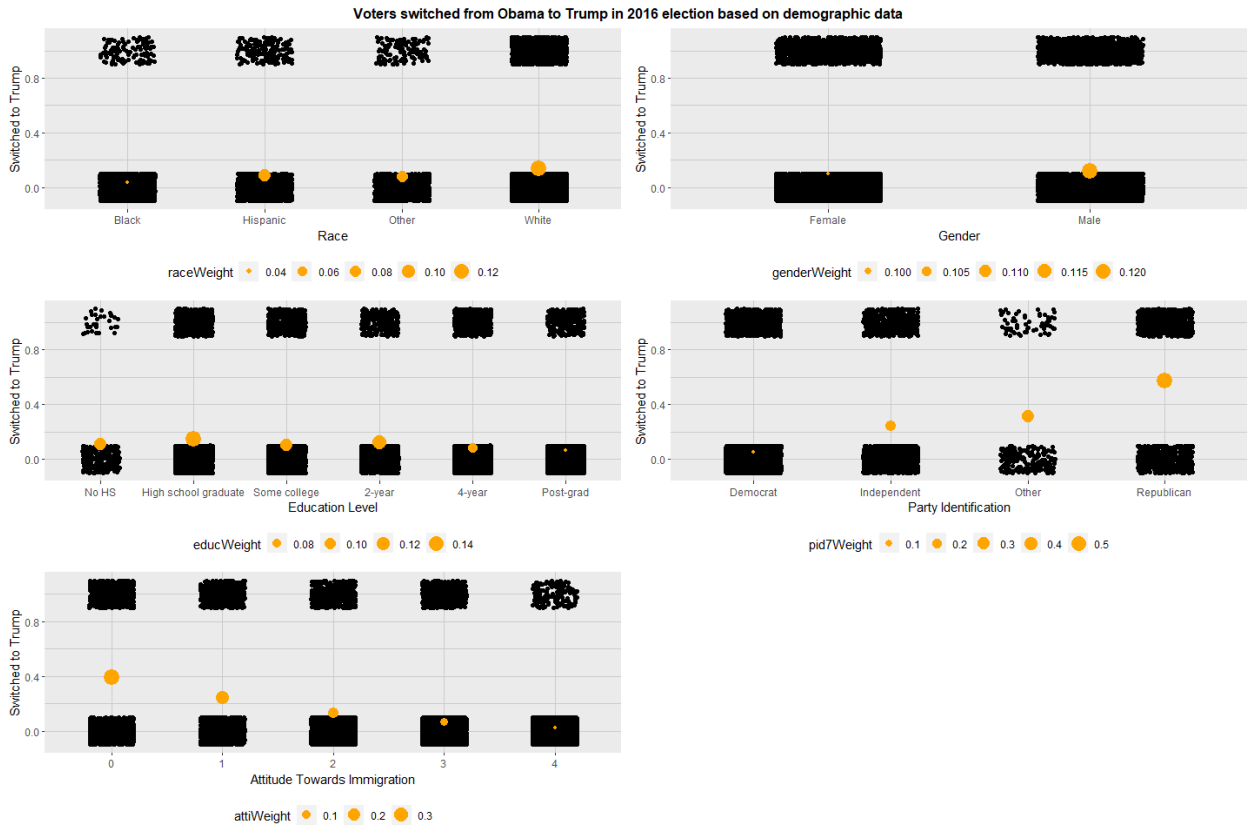 Voters switched from Obama to Trump in 2016 election based on demographic data
Switched to Trump
0.8
0.4
0.0
Black Hispanic Other White
Race
raceWeight 0.04 0.06 0.08 0.10 0.12
Switched to Trump
0.8
0.4
0.0
Female Male
Gender
genderWeight 0.100 0.105 0.110 0.115 0.120
Switched to Trump
0.8
0.4
0.0
No HS High school graduate Some college 2-year 4-year Post-grad
Education Level
educWeight 0.08 0.10 0.12 0.14
Switched to Trump
0.8
0.4
0.0
Democrat Independent Other Republican
Party Identification
pid7Weight 0.1 0.2 0.3 0.4 0.5
Switched to Trump
0.8
0.4
0.0
0 1 2 3 4
Attitude Towards Immigration
attiWeight 0.1 0.2 0.3